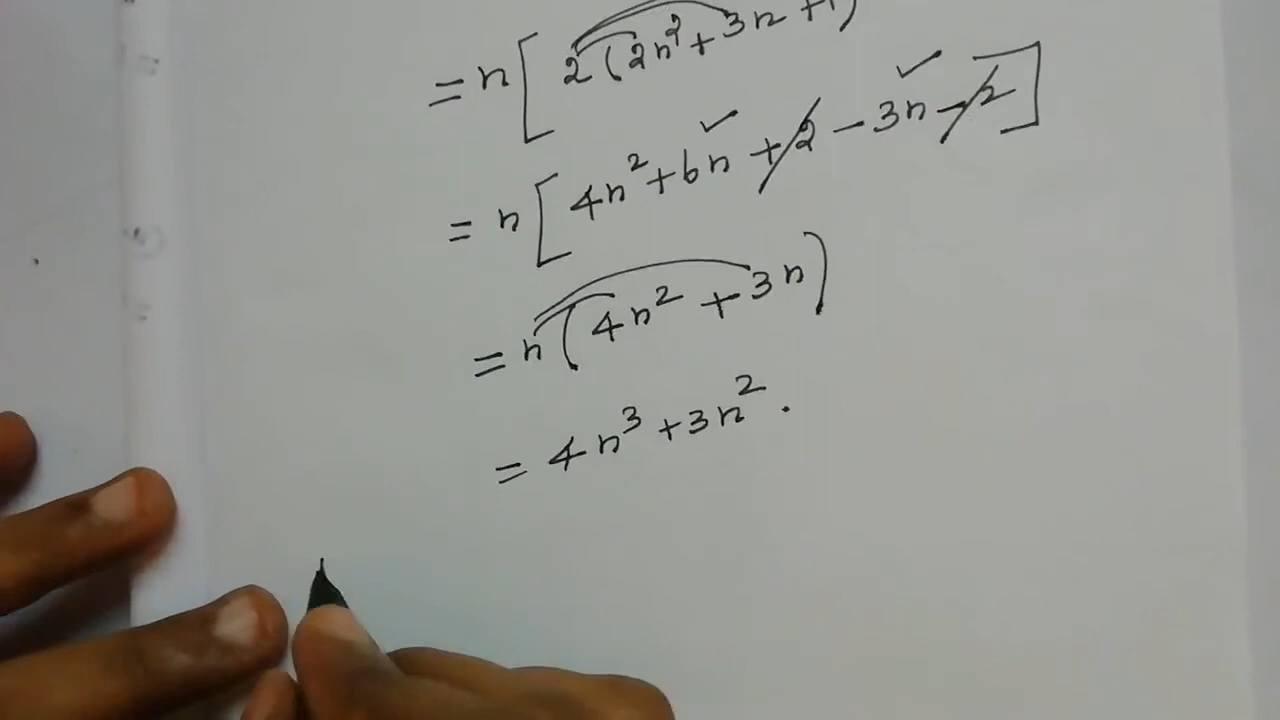 = n[2(2n²+3n+1)
= n[4n²+6n+2-3n-2]
= n(4n²+3n)
= 4n³+3n².